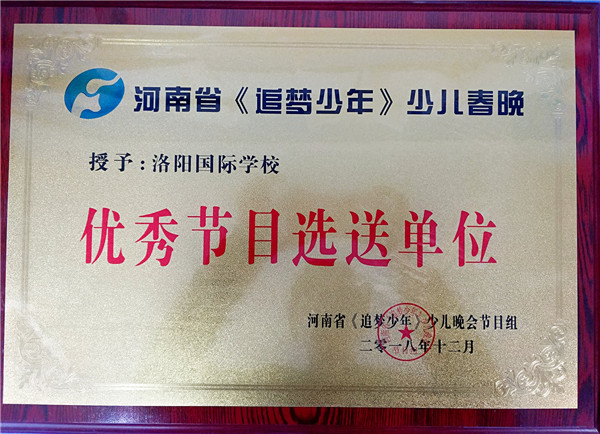 河南省《追梦少年》少儿春晚
授予:洛阳国际学校
优秀节目选送单位
河南省《追梦少年》少儿晚会节目组
二零一八年十二月